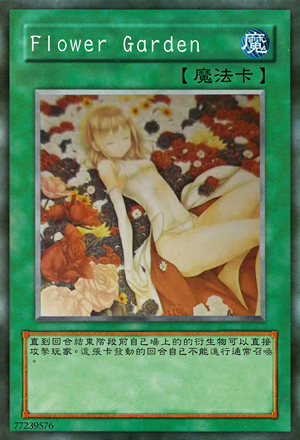 Flower Garden 魔
【魔法卡】
直到回合結束階段前自己場上的的衍生物可以直接
攻擊玩家。這張卡發動的回合自己不能進行通常召喚
。
77239576